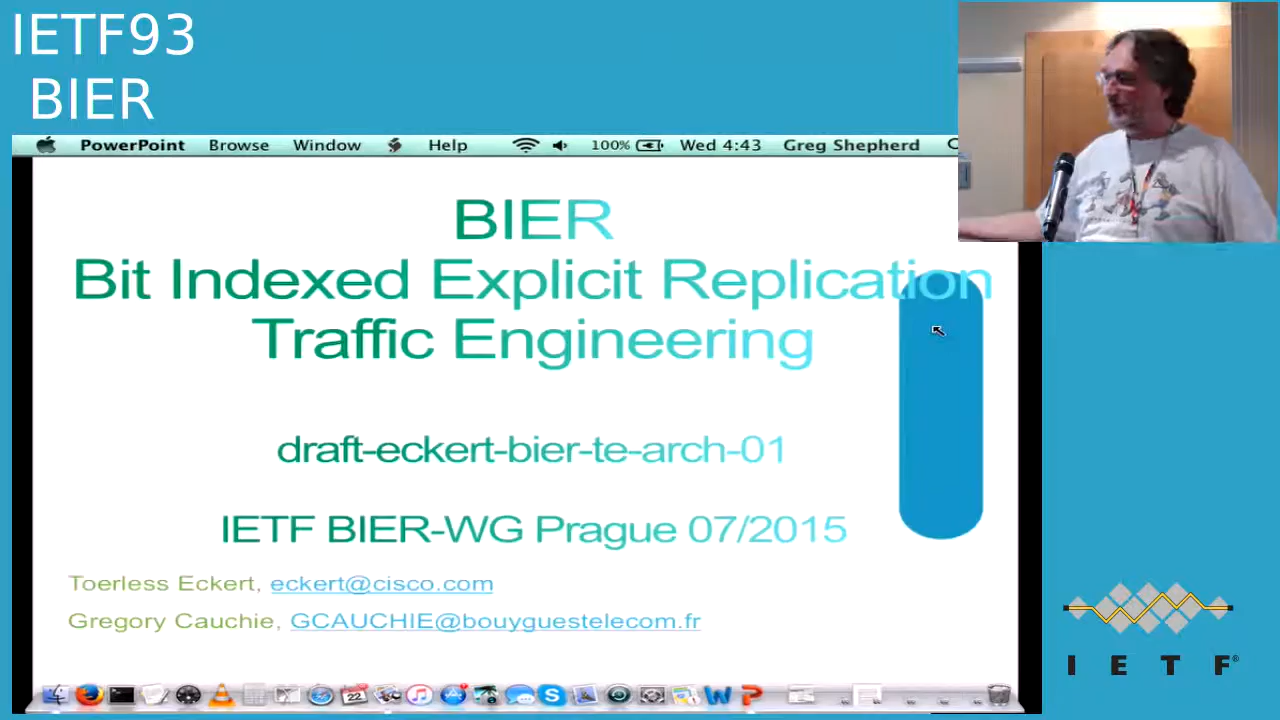 IETF93
BIER
PowerPoint Browse Window Help 100% Wed 4:43 Greg Shepherd
BIER
Bit Indexed Explicit Replication
Traffic Engineering
draft-eckert-bier-te-arch-01
IETF BIER-WG Prague 07/2015
Toerless Eckert, eckert@cisco.com
Gregory Cauchie, GCAUCHIE@bouyguestelecom.fr
22
I E T F®